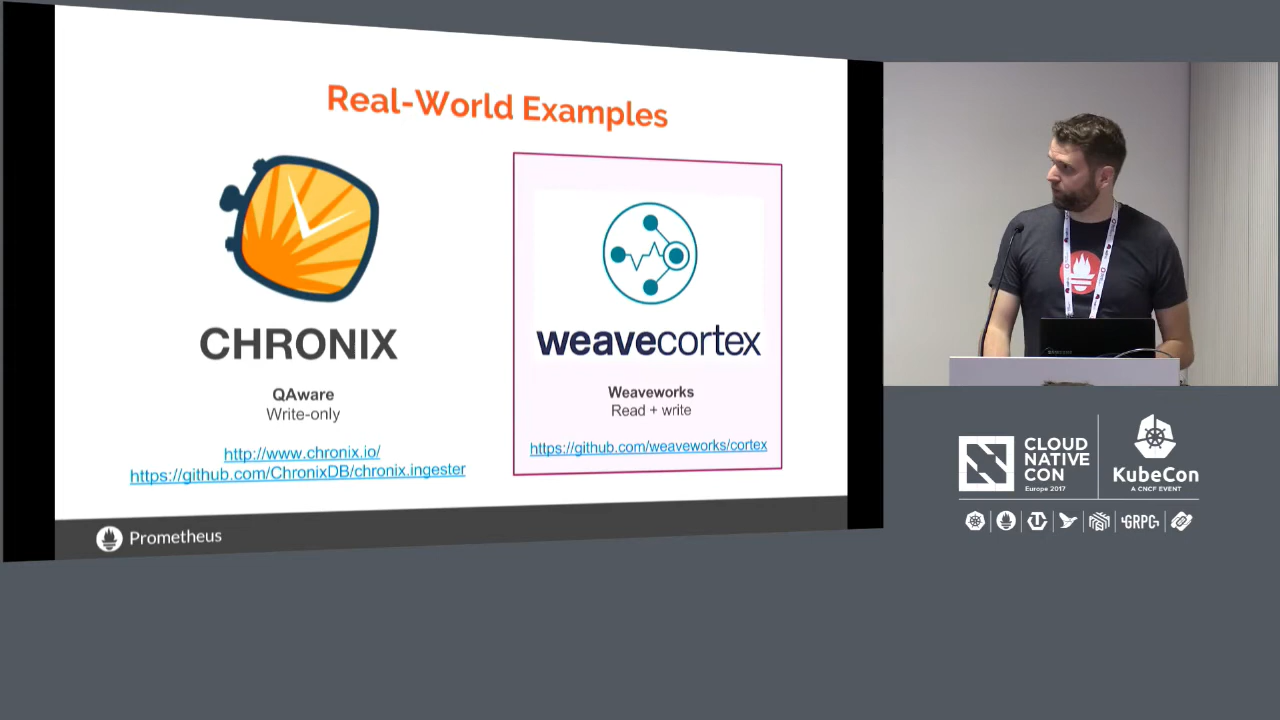 Real-World Examples
CHRONIX
QAware
Write-only
http://www.chronix.io/
https://github.com/ChronixDB/chronix.ingester
weavecortex
Weaveworks
Read + write
https://github.com/weaveworks/cortex
Prometheus
CLOUD
NATIVE
CON
Europe 2017
KubeCon
A CNCF EVENT
GRPC